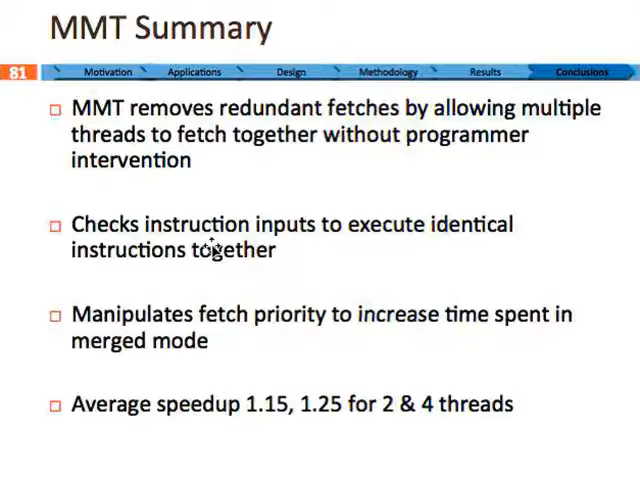 MMT Summary
81
Motivation Applications Design Methodology Results Conclusions
MMT removes redundant fetches by allowing multiple
threads to fetch together without programmer
intervention
Checks instruction inputs to execute identical
instructions together
Manipulates fetch priority to increase time spent in
merged mode
Average speedup 1.15, 1.25 for 2 & 4 threads